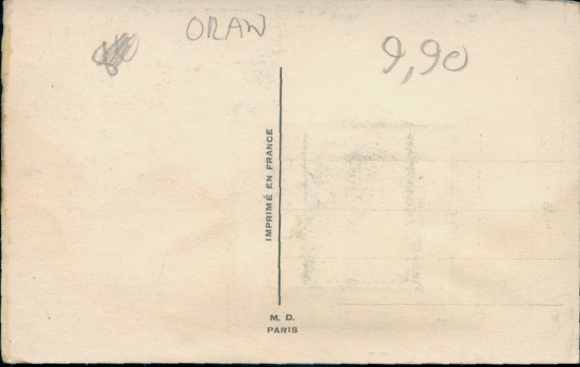 ORAN
9,90
IMPRIMÉ EN FRANCE
M. D.
PARIS